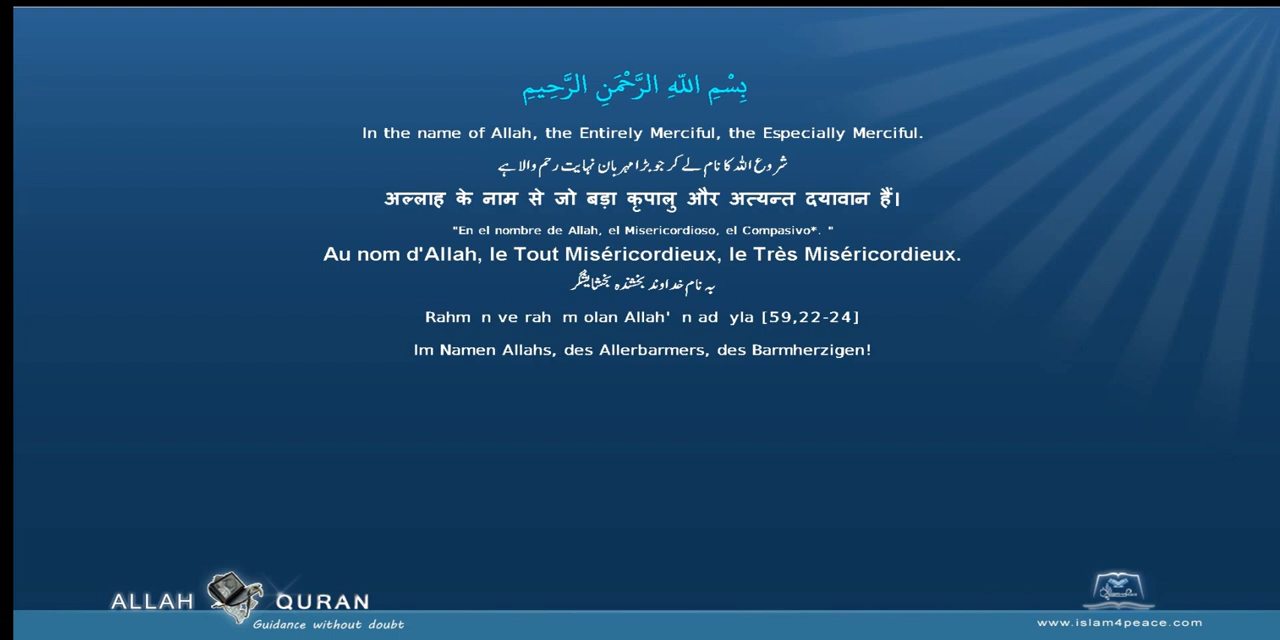 بِسْمِ اللّٰهِ الرَّحْمَنِ الرَّحِيمِ
In the name of Allah, the Entirely Merciful, the Especially Merciful.
شروع اللہ کا نام لے کر جو بڑا مہربان نہایت رحم والا ہے
अल्लाह के नाम से जो बड़ा कृपालु और अत्यन्त दयावान हैं।
"En el nombre de Allah, el Misericordioso, el Compasivo*. "
Au nom d'Allah, le Tout Miséricordieux, le Très Miséricordieux.
به نام خداوند بخشنده بخشایشگر
Rahm n ve rah m olan Allah' n ad yla [59,22-24]
Im Namen Allahs, des Allerbarmers, des Barmherzigen!
ALLAH QURAN
Guidance without doubt
www.islam4peace.com